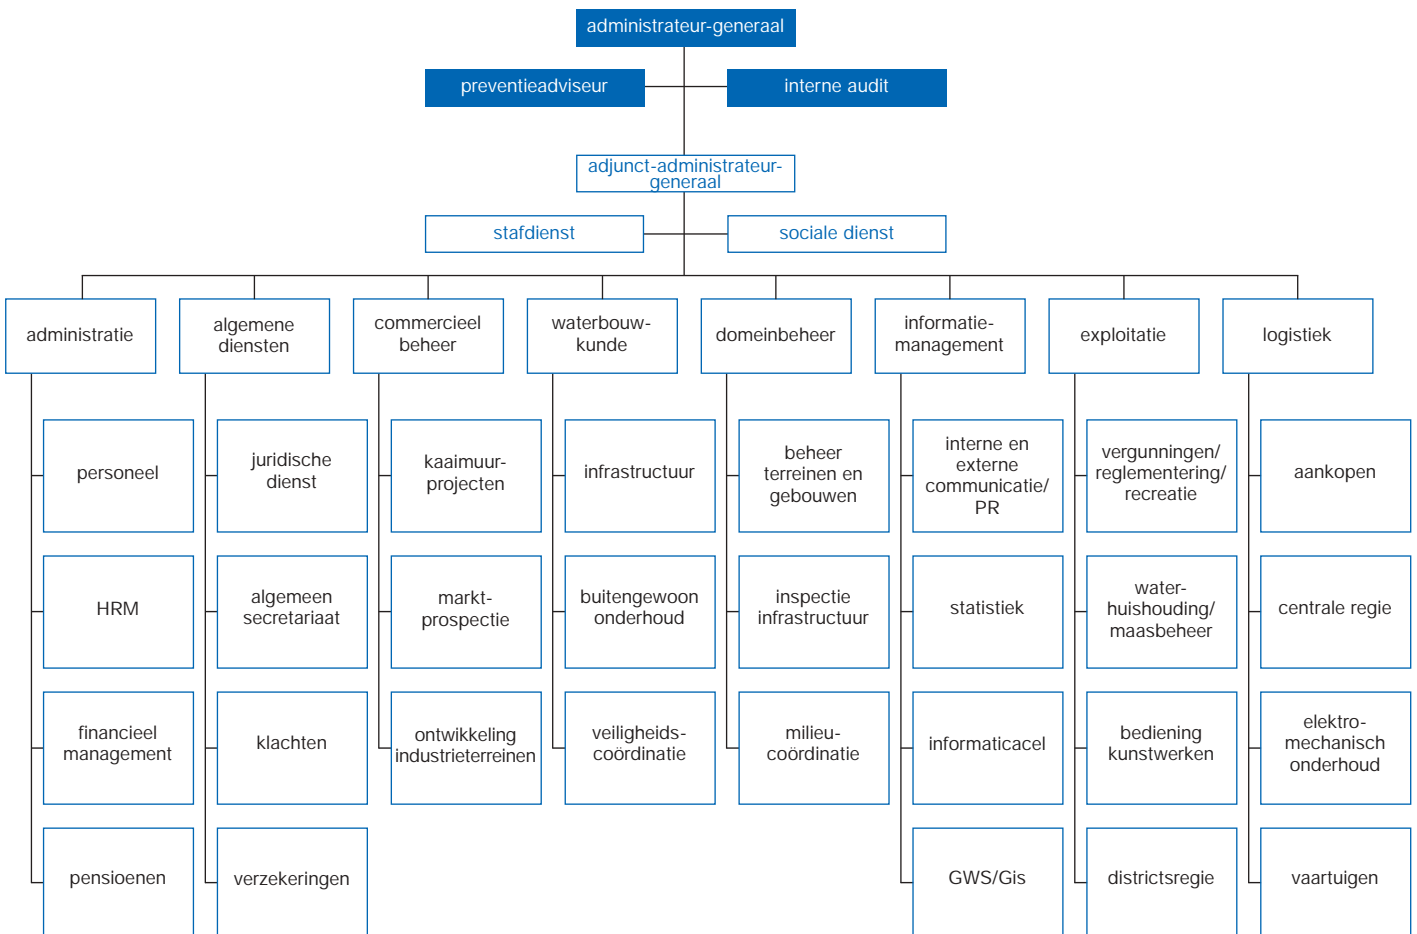 administrateur-generaal
preventieadviseur
interne audit
adjunct-administrateur-
generaal
stafdienst
sociale dienst
administratie
algemene
diensten
commercieel
beheer
waterbouw-
kunde
domeinbeheer
informatie-
management
exploitatie
logistiek
personeel
juridische
dienst
kaaimuur-
projecten
infrastructuur
beheer
terreinen en
gebouwen
interne en
externe
communicatie/
PR
vergunningen/
reglementering/
recreatie
aankopen
HRM
algemeen
secretariaat
markt-
prospectie
buitengewoon
onderhoud
inspectie
infrastructuur
statistiek
water-
huishouding/
maasbeheer
centrale regie
financieel
management
klachten
ontwikkeling
industrieterreinen
veiligheids-
coördinatie
milieu-
coördinatie
informaticacel
bediening
kunstwerken
elektro-
mechanisch
onderhoud
pensioenen
verzekeringen
GWS/Gis
districtsregie
vaartuigen